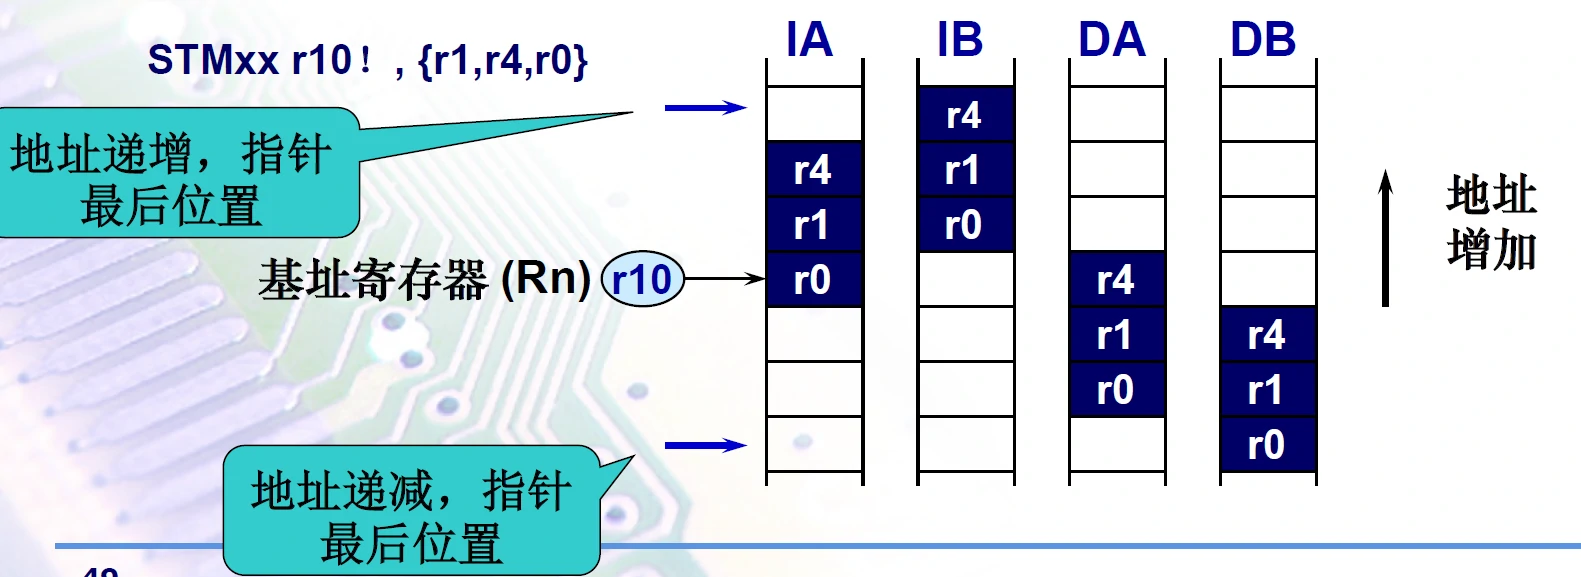 STMxx r10！, {r1,r4,r0}
IA
IB
DA
DB
地址递增，指针
最后位置
基址寄存器 (Rn)
r10
r4
r1
r0
r4
r1
r0
r4
r1
r0
r4
r1
r0
地址
增加
地址递减，指针
最后位置